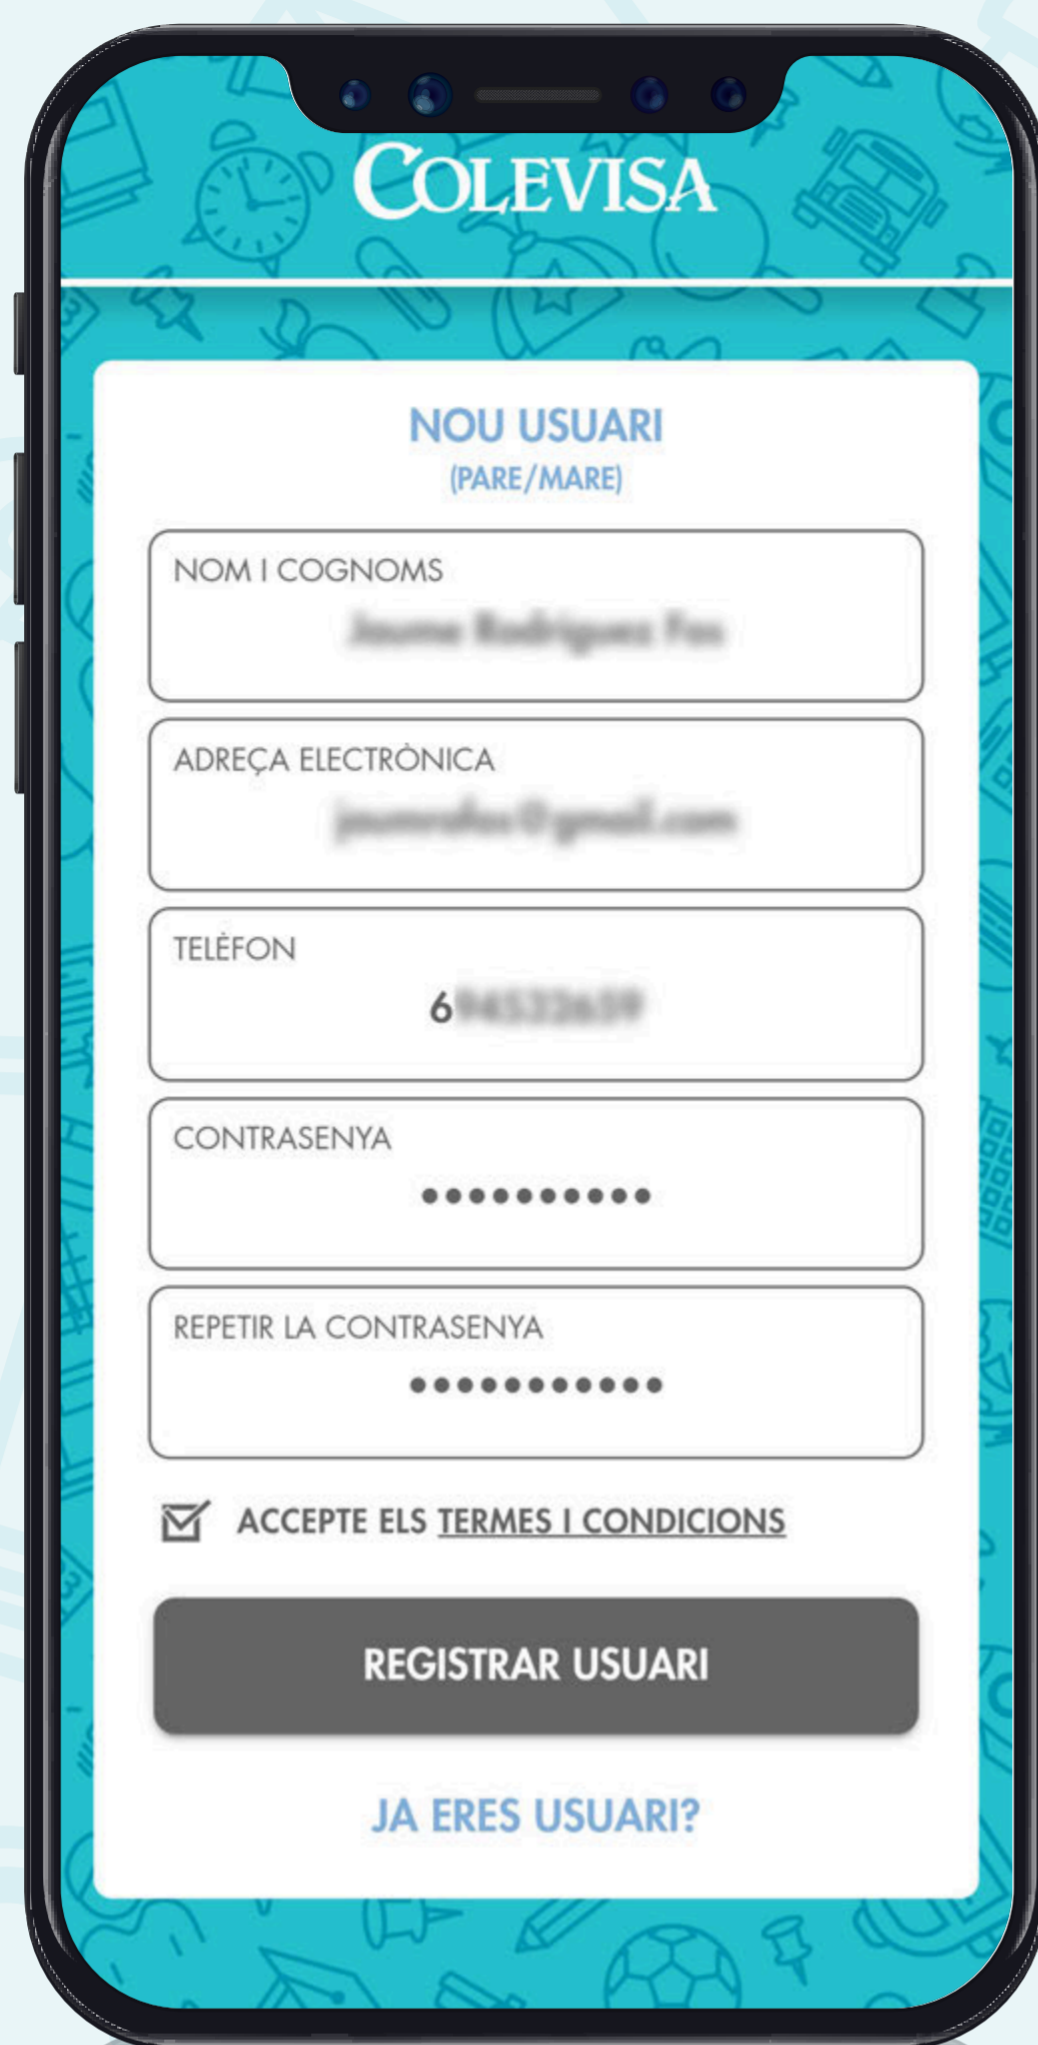 COLEVISA
NOU USUARI
(PARE/MARE)
NOM I COGNOMS
ADREÇA ELECTRÒNICA
TELÈFON
6
CONTRASENYA
••••••••••
REPETIR LA CONTRASENYA
•••••••••••
ACCEPTE ELS TERMES I CONDICIONS
REGISTRAR USUARI
JA ERES USUARI?